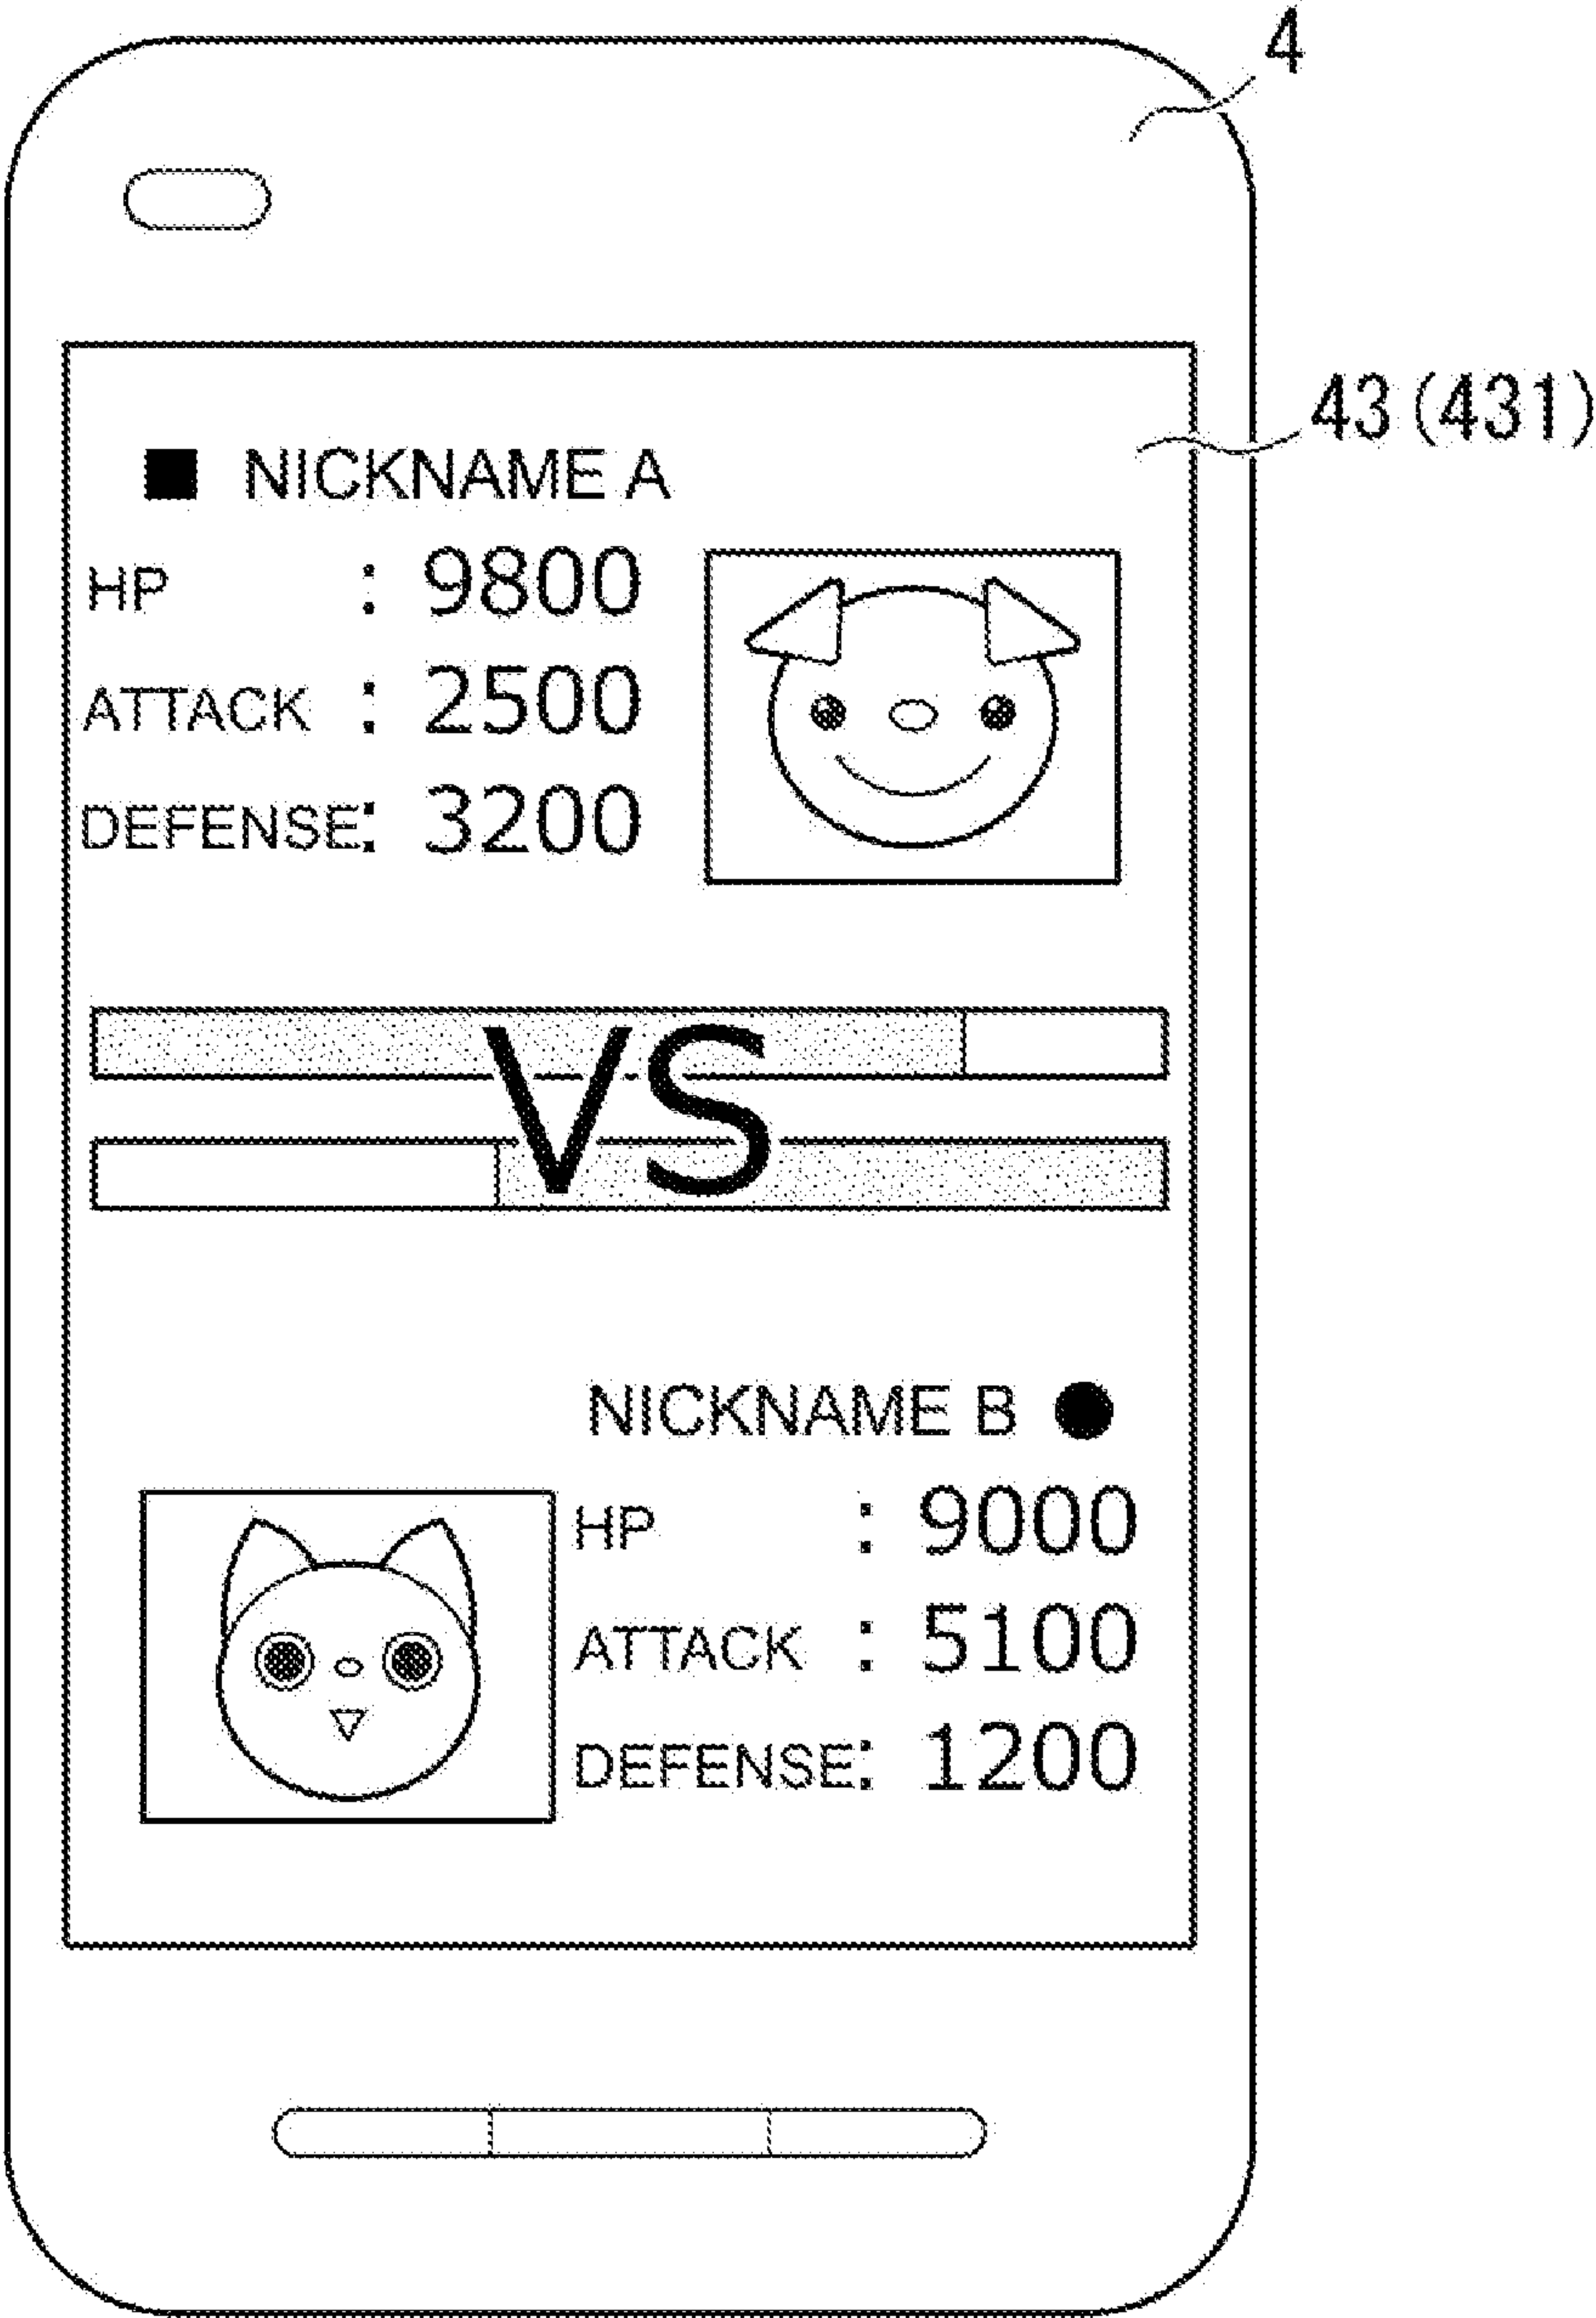 4
43 (431)
■ NICKNAME A
HP : 9800
ATTACK : 2500
DEFENSE: 3200
VS
NICKNAME B ●
HP : 9000
ATTACK : 5100
DEFENSE: 1200